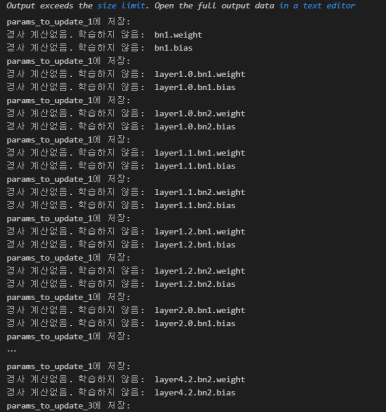 Output exceeds the size limit. Open the full output data in a text editor
params_to_update_1에 저장:
경사 계산없음. 학습하지 않음: bn1.weight
경사 계산없음. 학습하지 않음: bn1.bias
params_to_update_1에 저장:
경사 계산없음. 학습하지 않음: layer1.0.bn1.weight
경사 계산없음. 학습하지 않음: layer1.0.bn1.bias
params_to_update_1에 저장:
경사 계산없음. 학습하지 않음: layer1.0.bn2.weight
경사 계산없음. 학습하지 않음: layer1.0.bn2.bias
params_to_update_1에 저장:
경사 계산없음. 학습하지 않음: layer1.1.bn1.weight
경사 계산없음. 학습하지 않음: layer1.1.bn1.bias
params_to_update_1에 저장:
경사 계산없음. 학습하지 않음: layer1.1.bn2.weight
경사 계산없음. 학습하지 않음: layer1.1.bn2.bias
params_to_update_1에 저장:
경사 계산없음. 학습하지 않음: layer1.2.bn1.weight
경사 계산없음. 학습하지 않음: layer1.2.bn1.bias
params_to_update_1에 저장:
경사 계산없음. 학습하지 않음: layer1.2.bn2.weight
경사 계산없음. 학습하지 않음: layer1.2.bn2.bias
params_to_update_1에 저장:
경사 계산없음. 학습하지 않음: layer2.0.bn1.weight
경사 계산없음. 학습하지 않음: layer2.0.bn1.bias
params_to_update_1에 저장:
...
params_to_update_1에 저장:
경사 계산없음. 학습하지 않음: layer4.2.bn2.weight
경사 계산없음. 학습하지 않음: layer4.2.bn2.bias
params_to_update_3에 저장: